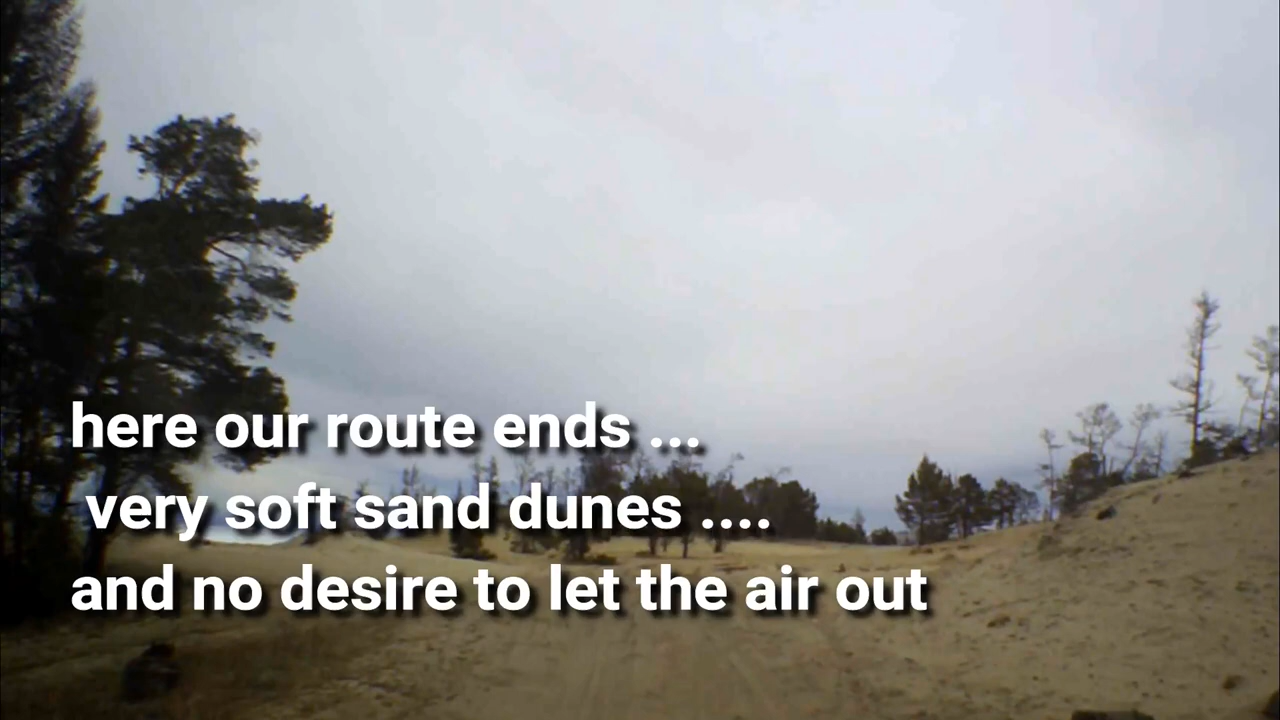 here our route ends ...
very soft sand dunes ....
and no desire to let the air out